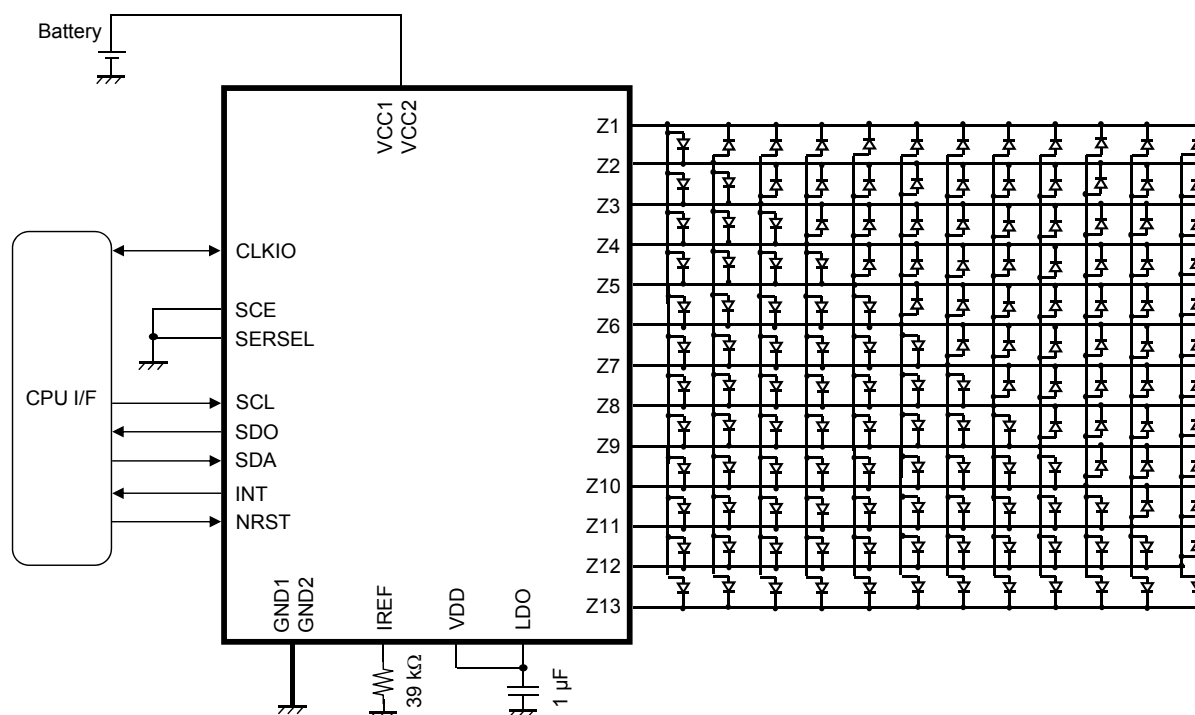 Battery
VCC1
VCC2
Z1
Z2
Z3
Z4
Z5
Z6
Z7
Z8
Z9
Z10
Z11
Z12
Z13
CPU I/F
CLKIO
SCE
SERSEL
SCL
SDO
SDA
INT
NRST
GND1
GND2
IREF
VDD
LDO
39 kΩ
1 µF